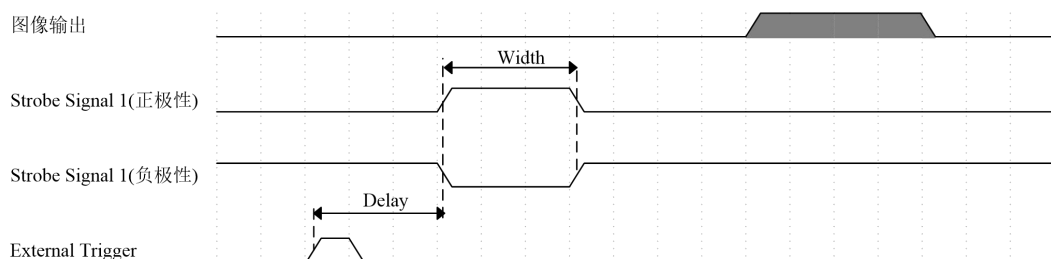 图像输出
Width
Strobe Signal 1(正极性)
Strobe Signal 1(负极性)
Delay
External Trigger